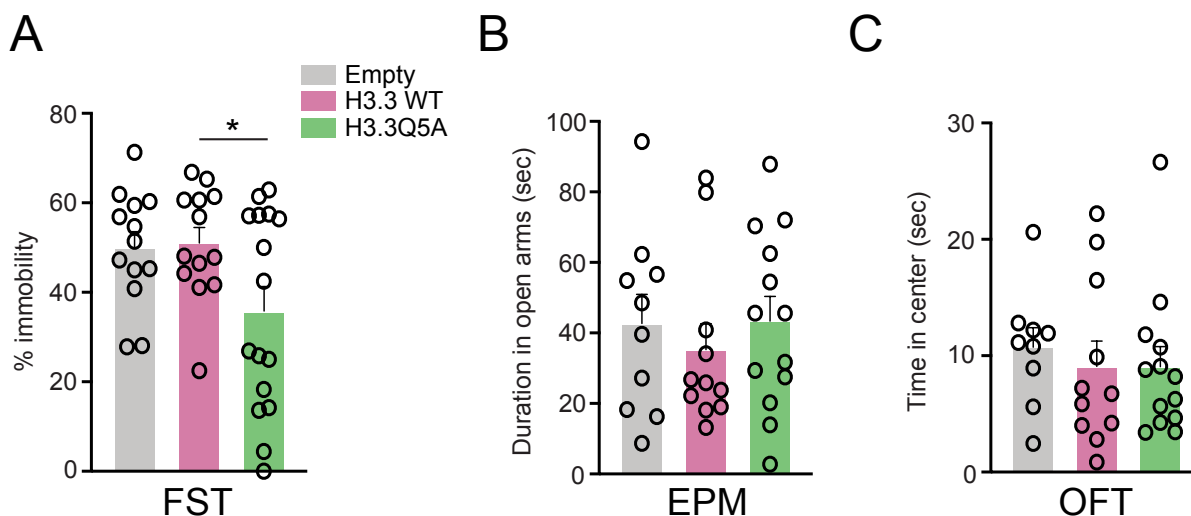 A
Empty
H3.3 WT
H3.3Q5A
% immobility
80
60
40
20
0
*
FST
B
Duration in open arms (sec)
100
80
60
40
20
0
EPM
C
Time in center (sec)
30
20
10
0
OFT